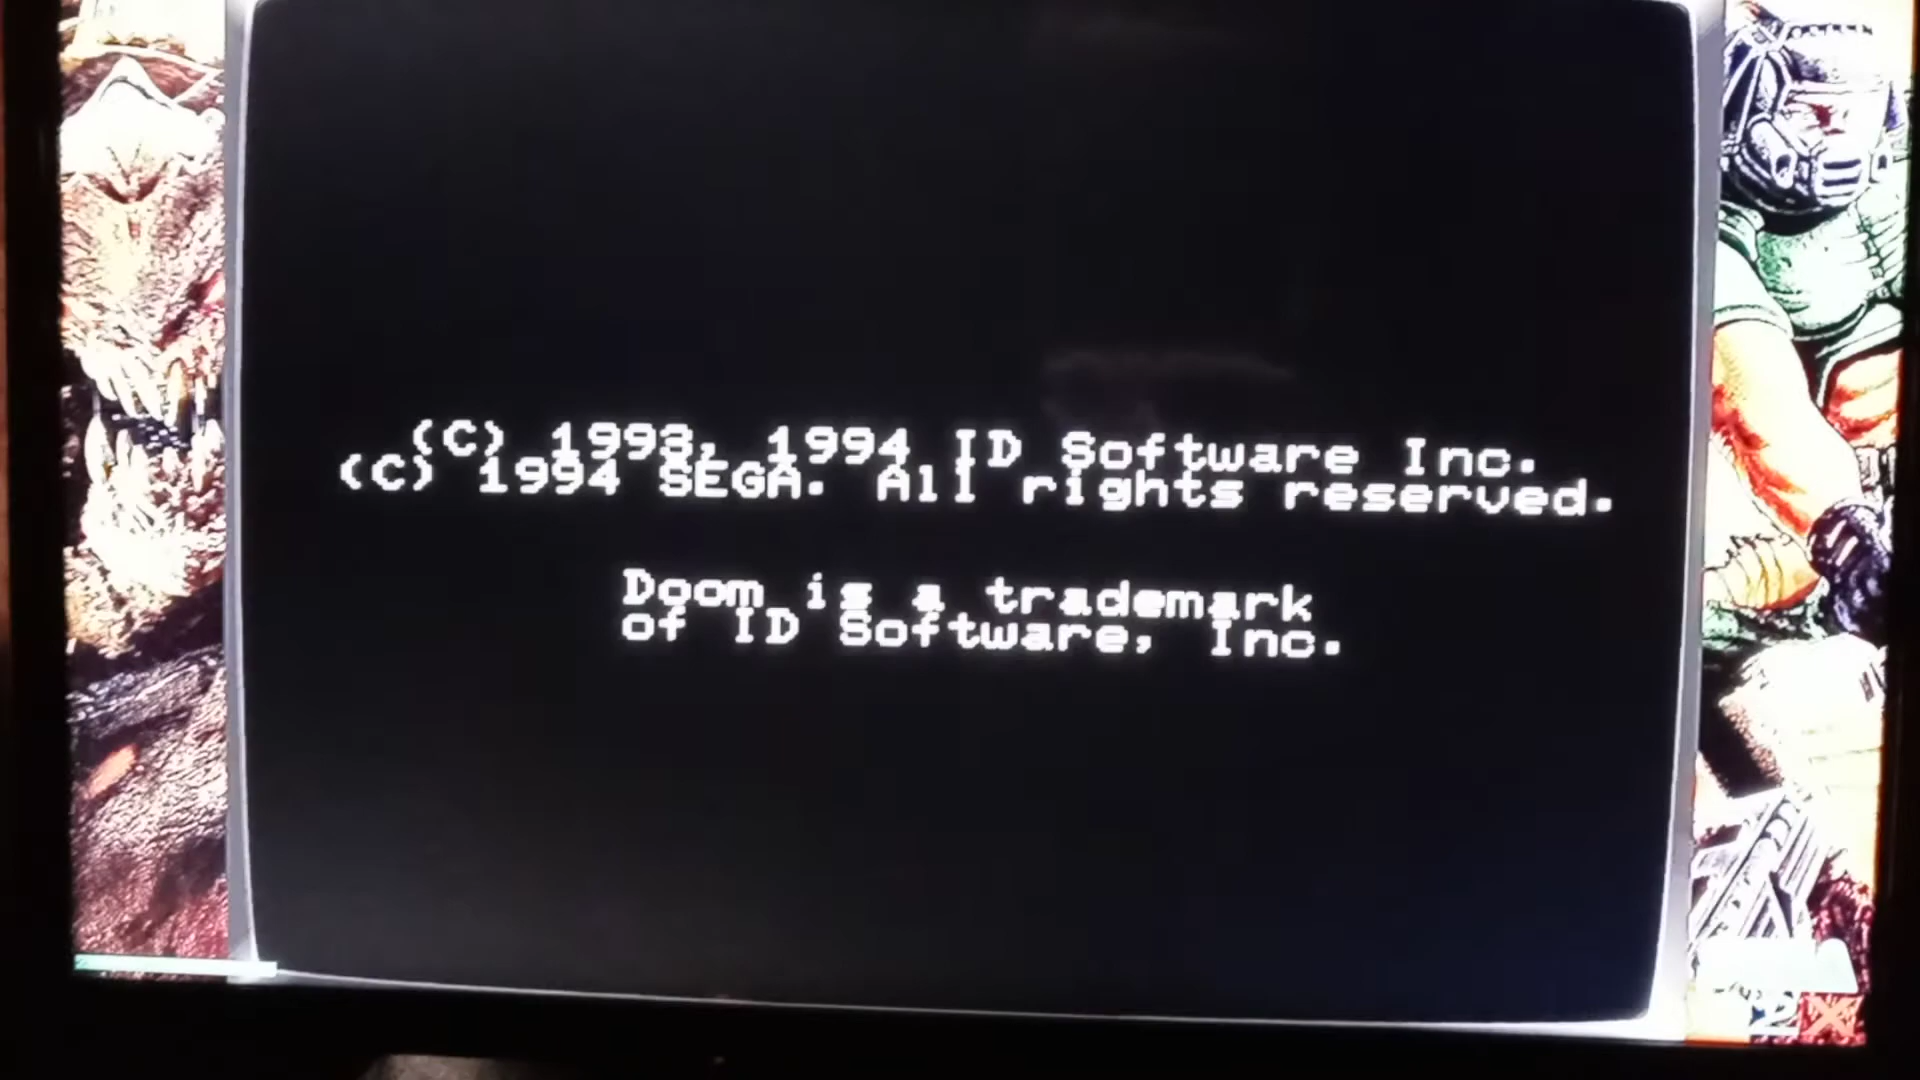 (C) 1993, 1994 ID Software Inc.
(C) 1994 SEGA. All rights reserved.
Doom is a trademark
of ID Software, Inc.